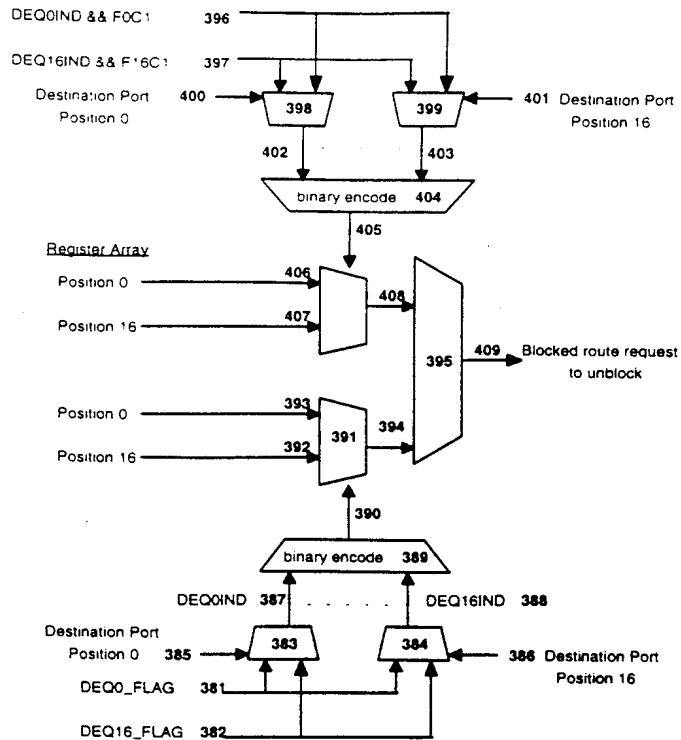 DEQ0IND && F0C1 396
DEQ16IND && F16C1 397
Destination Port
Position 0
400
398
399
401 Destination Port
Position 16
402
403
binary encode 404
405
Register Array
Position 0
406
408
Position 16
407
395
409
Blocked route request
to unblock
Position 0
393
391
394
Position 16
392
390
binary encode 389
DEQ0IND 387
. . . . . .
DEQ16IND 388
Destination Port
Position 0 385
383
384
386 Destination Port
Position 16
DEQ0_FLAG 381
DEQ16_FLAG 382